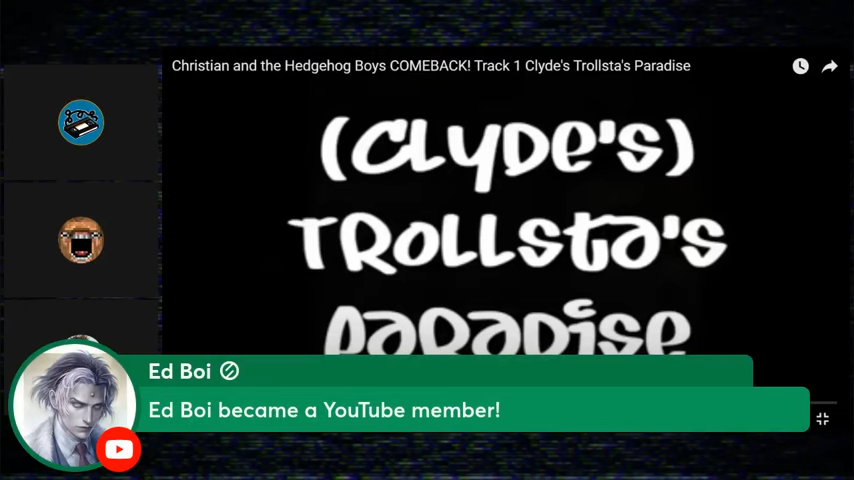 Christian and the Hedgehog Boys COMEBACK! Track 1 Clyde's Trollsta's Paradise
(Clyde's)
Trollsta's
Paradise
Ed Boi
Ed Boi became a YouTube member!